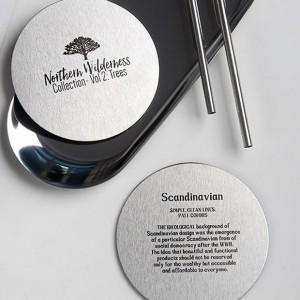 Northern Wilderness
Collection - Vol 2: Trees
Scandinavian
SIMPLE, CLEAN LINES.
PALE COLORS
THE IDEOLOGICAL background of
Scandinavian design was the emergence
of a particular Scandinavian from of
social democracy after the WWII.
The idea that beautiful and functional
products should not be reserved
only for the wealthy but accessible
and affordable to everyone.